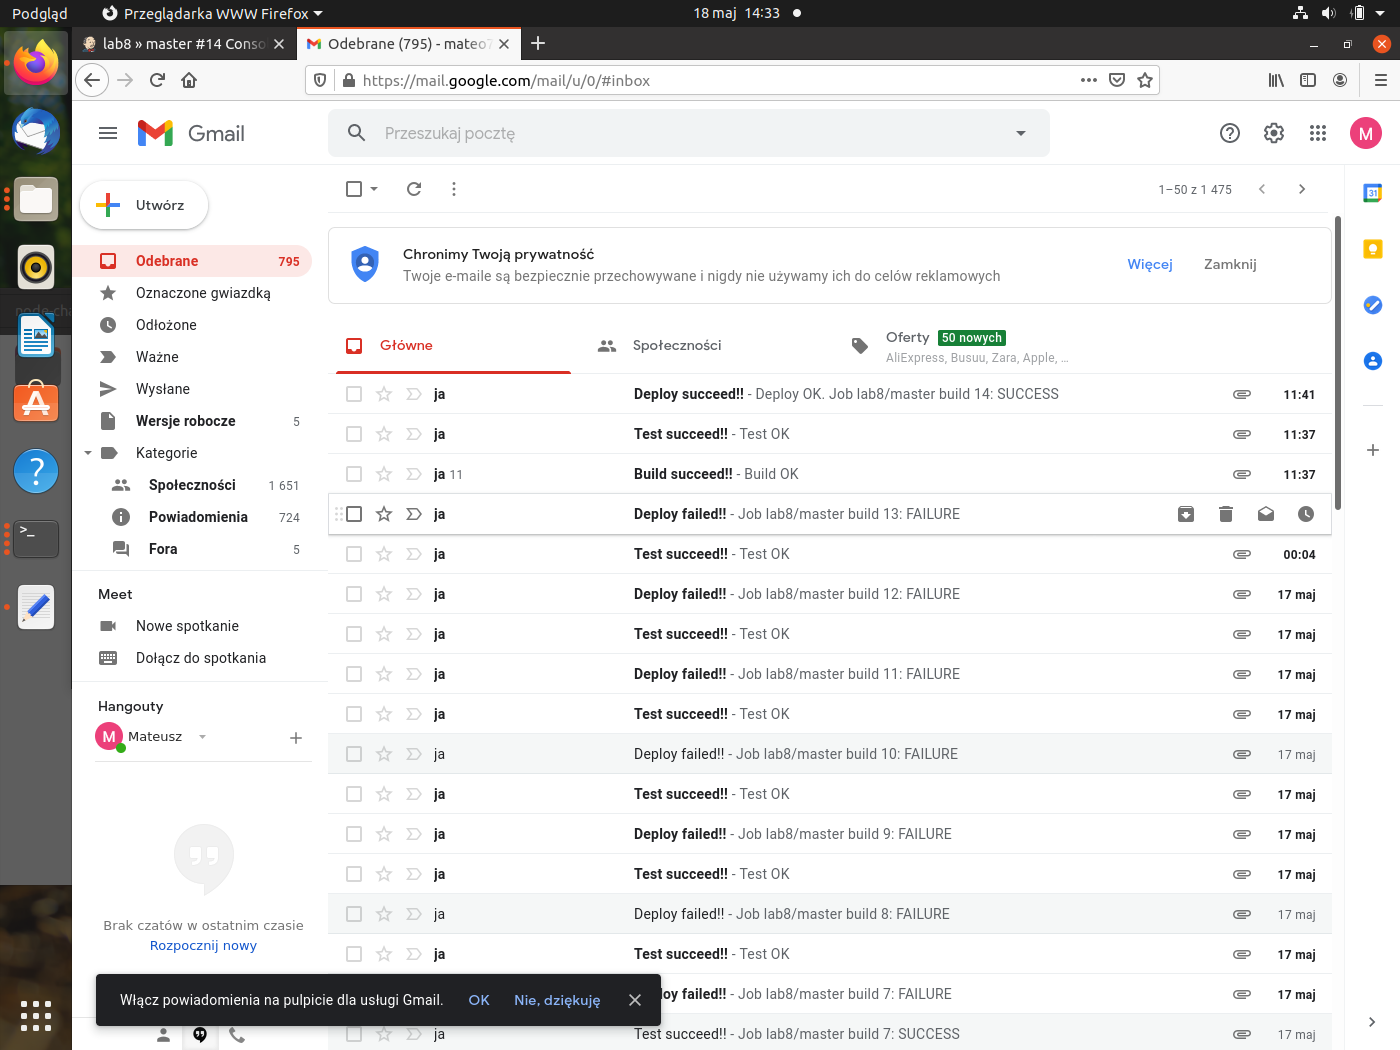 Podgląd
Przeglądarka WWW Firefox
18 maj 14:33
lab8 » master #14 Conso
Odebrane (795) - mateo7
https://mail.google.com/mail/u/0/#inbox
Gmail
Przeszukaj pocztę
M
Utwórz
1–50 z 1 475
31
Chronimy Twoją prywatność
Twoje e-maile są bezpiecznie przechowywane i nigdy nie używamy ich do celów reklamowych
Więcej
Zamknij
Odebrane 795
Oznaczone gwiazdką
Odłożone
Ważne
Wysłane
Wersje robocze 5
Kategorie
Społeczności 1 651
Powiadomienia 724
Fora 5
Meet
Nowe spotkanie
Dołącz do spotkania
Hangouty
M Mateusz
Brak czatów w ostatnim czasie
Rozpocznij nowy
Główne
Społeczności
Oferty 50 nowych
AliExpress, Busuu, Zara, Apple, ...
ja Deploy succeed!! - Deploy OK. Job lab8/master build 14: SUCCESS 11:41
ja Test succeed!! - Test OK 11:37
ja 11 Build succeed!! - Build OK 11:37
ja Deploy failed!! - Job lab8/master build 13: FAILURE
ja Test succeed!! - Test OK 00:04
ja Deploy failed!! - Job lab8/master build 12: FAILURE 17 maj
ja Test succeed!! - Test OK 17 maj
ja Deploy failed!! - Job lab8/master build 11: FAILURE 17 maj
ja Test succeed!! - Test OK 17 maj
ja Deploy failed!! - Job lab8/master build 10: FAILURE 17 maj
ja Test succeed!! - Test OK 17 maj
ja Deploy failed!! - Job lab8/master build 9: FAILURE 17 maj
ja Test succeed!! - Test OK 17 maj
ja Deploy failed!! - Job lab8/master build 8: FAILURE 17 maj
ja Test succeed!! - Test OK 17 maj
loy failed!! - Job lab8/master build 7: FAILURE 17 maj
ja Test succeed!! - Job lab8/master build 7: SUCCESS 17 maj
Włącz powiadomienia na pulpicie dla usługi Gmail.
OK
Nie, dziękuję